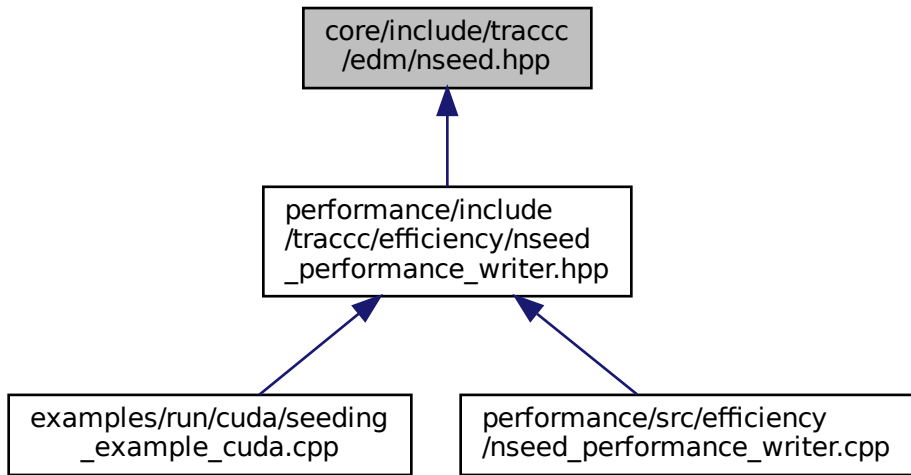 core/include/traccc
/edm/nseed.hpp
performance/include
/traccc/efficiency/nseed
_performance_writer.hpp
examples/run/cuda/seeding
_example_cuda.cpp
performance/src/efficiency
/nseed_performance_writer.cpp